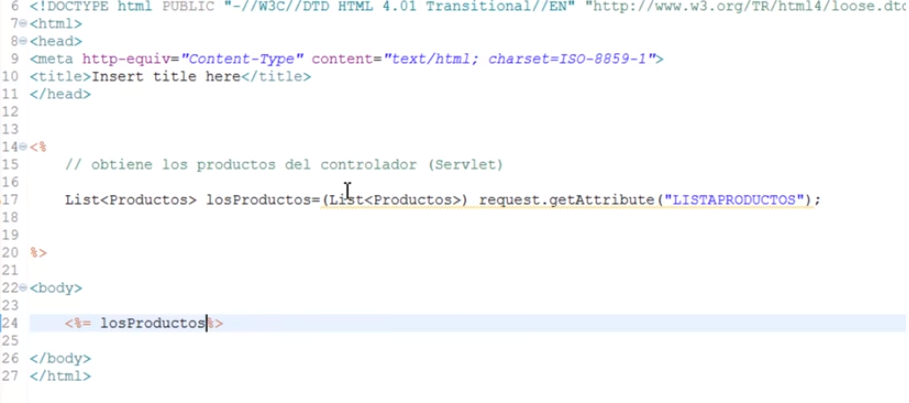 6 <!DOCTYPE html PUBLIC "-//W3C//DTD HTML 4.01 Transitional//EN" "http://www.w3.org/TR/html4/loose.dtd
7 <html>
8 <head>
9 <meta http-equiv="Content-Type" content="text/html; charset=ISO-8859-1">
10 <title>Insert title here</title>
11 </head>
12
13
14 <%
15 // obtiene los productos del controlador (Servlet)
16
17 List<Productos> losProductos=(List<Productos>) request.getAttribute("LISTAPRODUCTOS");
18
19
20 %>
21
22 <body>
23
24 <%= losProductos%>
25
26 </body>
27 </html>